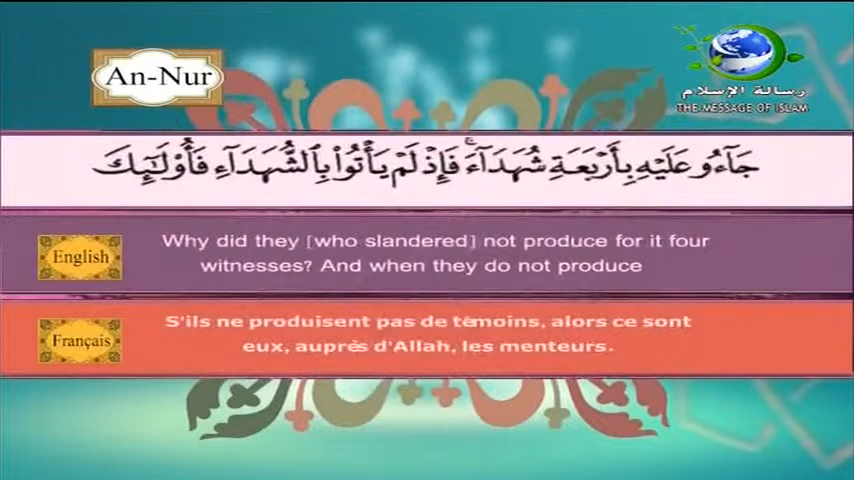 An-Nur
رسالة الإسلام
THE MESSAGE OF ISLAM
جَآءُو عَلَيْهِ بِأَرْبَعَةِ شُهَدَآءَ ۚ فَإِذْ لَمْ يَأْتُوا۟ بِٱلشُّهَدَآءِ فَأُو۟لَـٰٓئِكَ
English
Why did they [who slandered] not produce for it four
witnesses? And when they do not produce
Français
S'ils ne produisent pas de témoins, alors ce sont
eux, auprès d'Allah, les menteurs.